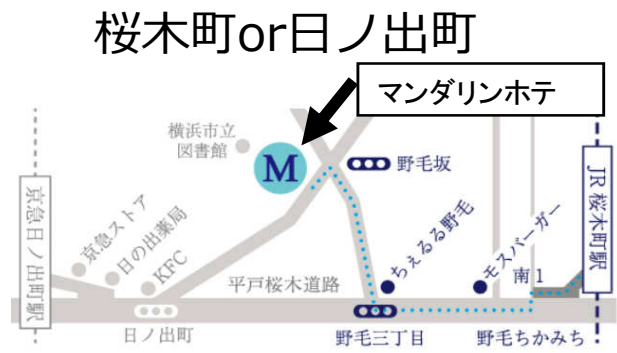 桜木町or日ノ出町
マンダリンホテ
横浜市立
図書館
M
野毛坂
JR 桜木町駅
京急日ノ出町駅
京急ストア
日の出薬局
KFC
平戸桜木道路
ちぇるる野毛
モスバーガー
南1
日ノ出町
野毛三丁目
野毛ちかみち